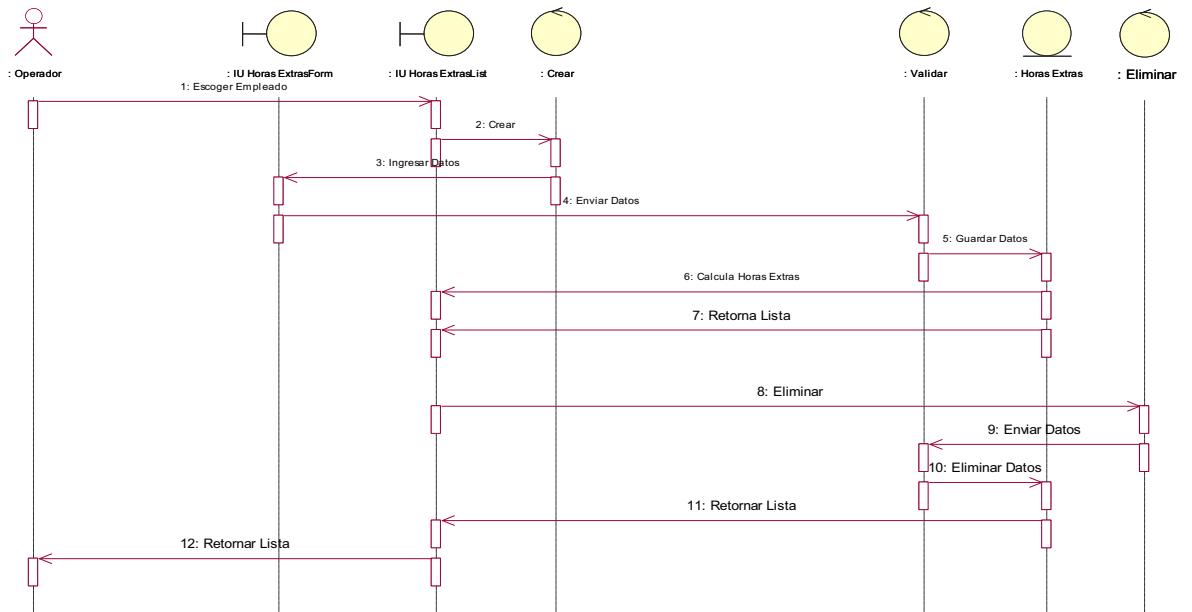 : Operador
: IU Horas ExtrasForm
: IU Horas ExtrasList
: Crear
: Validar
: Horas Extras
: Eliminar
1: Escoger Empleado
2: Crear
3: Ingresar Datos
4: Enviar Datos
5: Guardar Datos
6: Calcula Horas Extras
7: Retorna Lista
8: Eliminar
9: Enviar Datos
10: Eliminar Datos
11: Retornar Lista
12: Retornar Lista